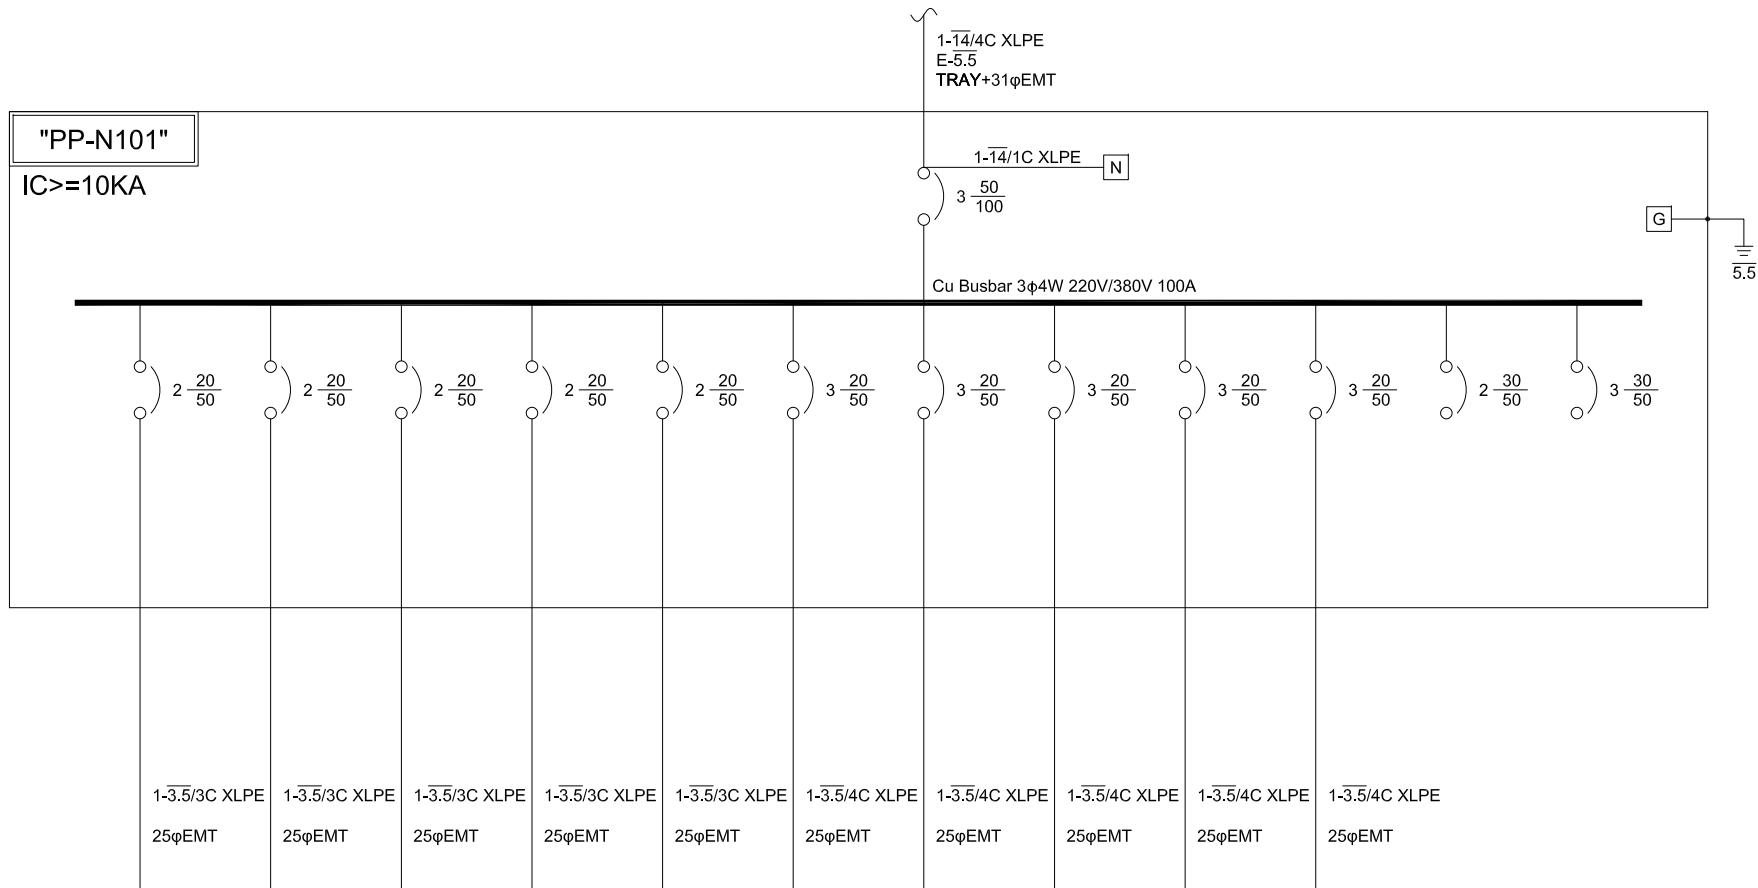 1-14/4C XLPE
E-5.5
TRAY+31φEMT
"PP-N101"
IC>=10KA
1-14/1C XLPE
N
3 50/100
G
5.5
Cu Busbar 3ϕ4W 220V/380V 100A
2 20/50
2 20/50
2 20/50
2 20/50
2 20/50
3 20/50
3 20/50
3 20/50
3 20/50
3 20/50
2 30/50
3 30/50
1-3.5/3C XLPE
1-3.5/3C XLPE
1-3.5/3C XLPE
1-3.5/3C XLPE
1-3.5/3C XLPE
1-3.5/4C XLPE
1-3.5/4C XLPE
1-3.5/4C XLPE
1-3.5/4C XLPE
1-3.5/4C XLPE
25φEMT
25φEMT
25φEMT
25φEMT
25φEMT
25φEMT
25φEMT
25φEMT
25φEMT
25φEMT